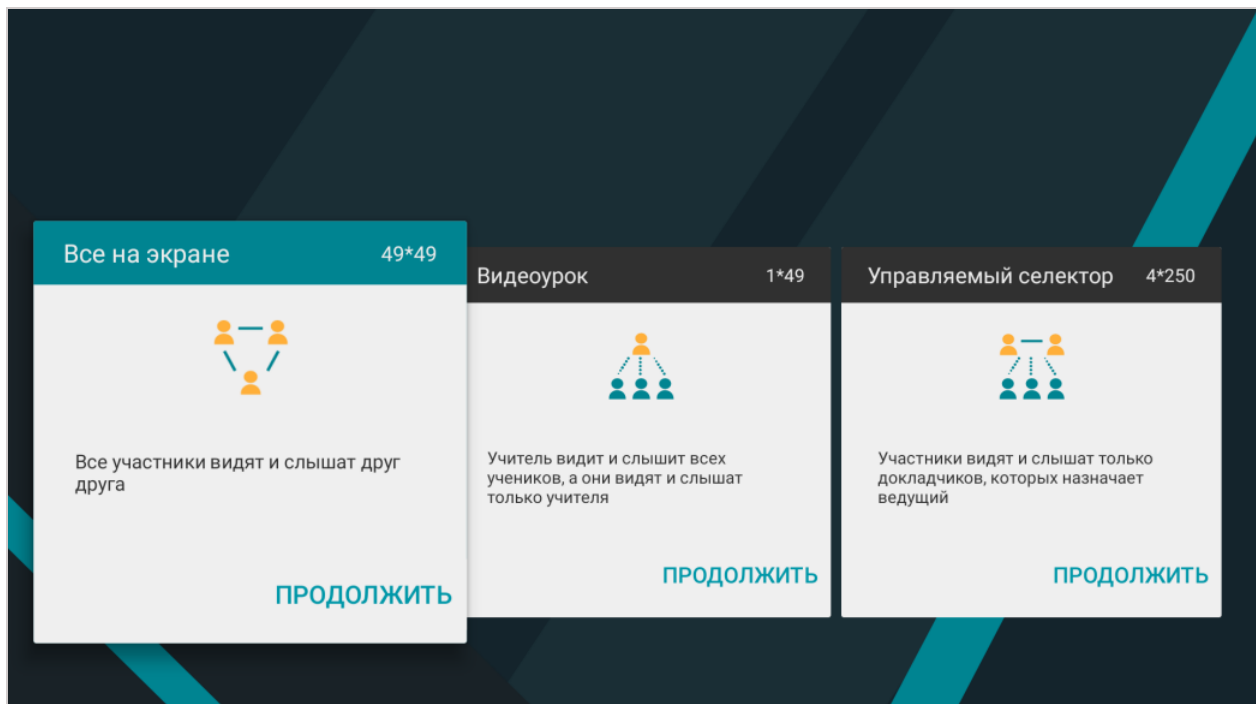 Все на экране 49*49
Все участники видят и слышат друг
друга
ПРОДОЛЖИТЬ
Видеоурок 1*49
Учитель видит и слышит всех
учеников, а они видят и слышат
только учителя
ПРОДОЛЖИТЬ
Управляемый селектор 4*250
Участники видят и слышат только
докладчиков, которых назначает
ведущий
ПРОДОЛЖИТЬ